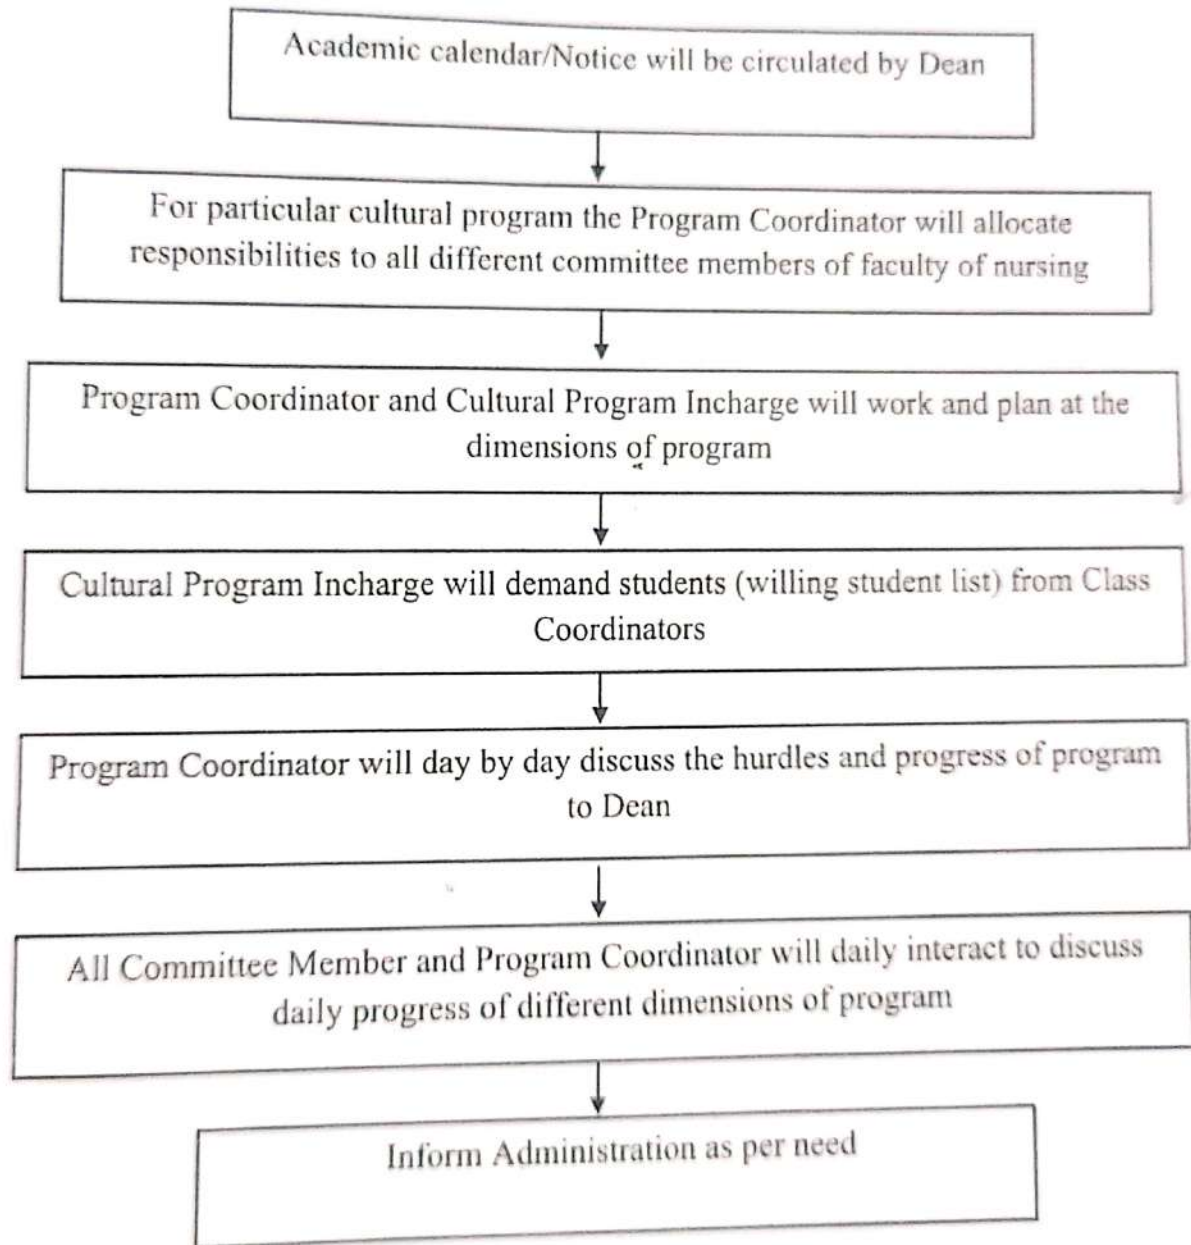 Academic calendar/Notice will be circulated by Dean
For particular cultural program the Program Coordinator will allocate
responsibilities to all different committee members of faculty of nursing
Program Coordinator and Cultural Program Incharge will work and plan at the
dimensions of program
Cultural Program Incharge will demand students (willing student list) from Class
Coordinators
Program Coordinator will day by day discuss the hurdles and progress of program
to Dean
All Committee Member and Program Coordinator will daily interact to discuss
daily progress of different dimensions of program
Inform Administration as per need